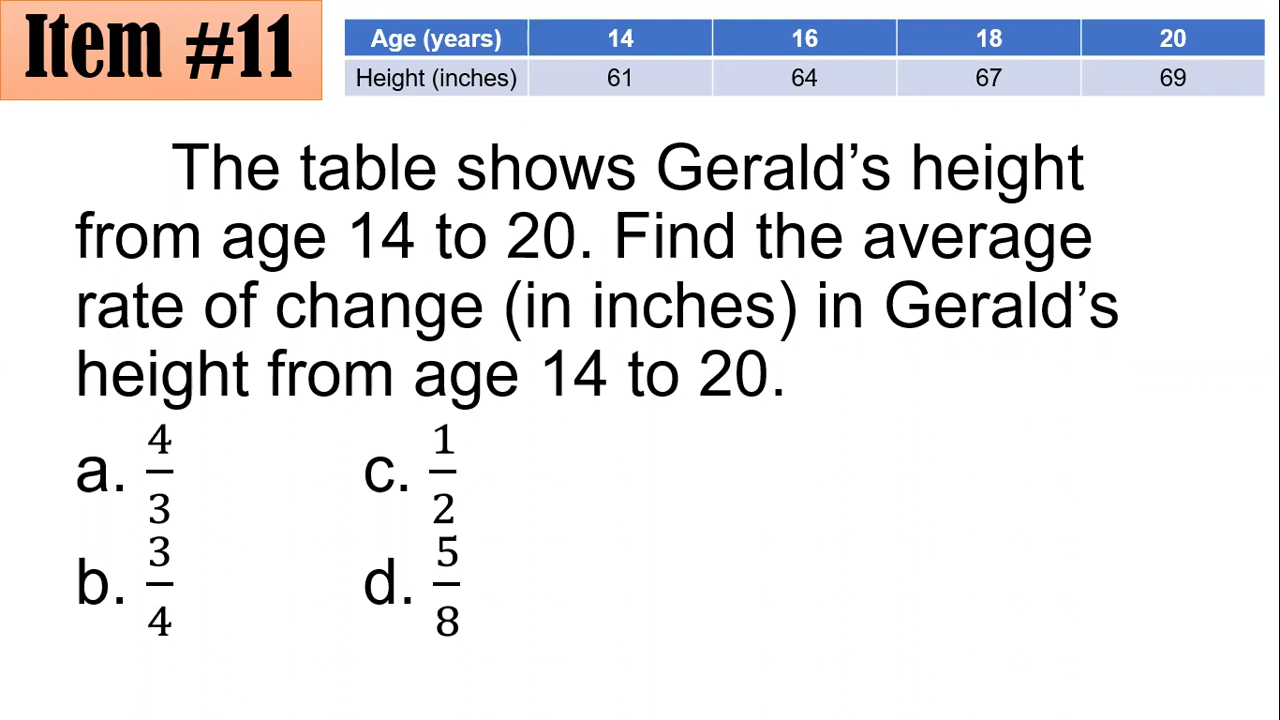 Item #11
Age (years) 14 16 18 20
Height (inches) 61 64 67 69
The table shows Gerald’s height
from age 14 to 20. Find the average
rate of change (in inches) in Gerald’s
height from age 14 to 20.
a. 4/3 c. 1/2
b. 3/4 d. 5/8